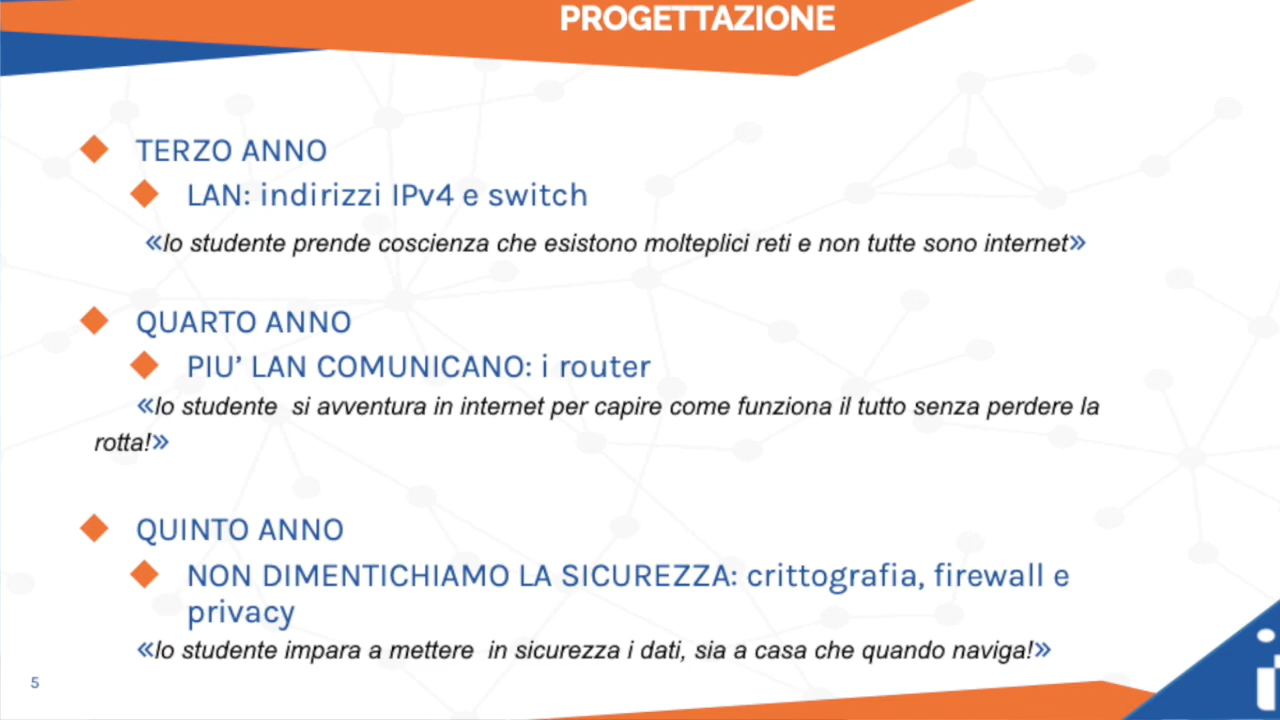 PROGETTAZIONE
TERZO ANNO
LAN: indirizzi IPv4 e switch
«lo studente prende coscienza che esistono molteplici reti e non tutte sono internet»
QUARTO ANNO
PIU’ LAN COMUNICANO: i router
«lo studente  si avventura in internet per capire come funziona il tutto senza perdere la
rotta!»
QUINTO ANNO
NON DIMENTICHIAMO LA SICUREZZA: crittografia, firewall e
privacy
«lo studente impara a mettere  in sicurezza i dati, sia a casa che quando naviga!»
5